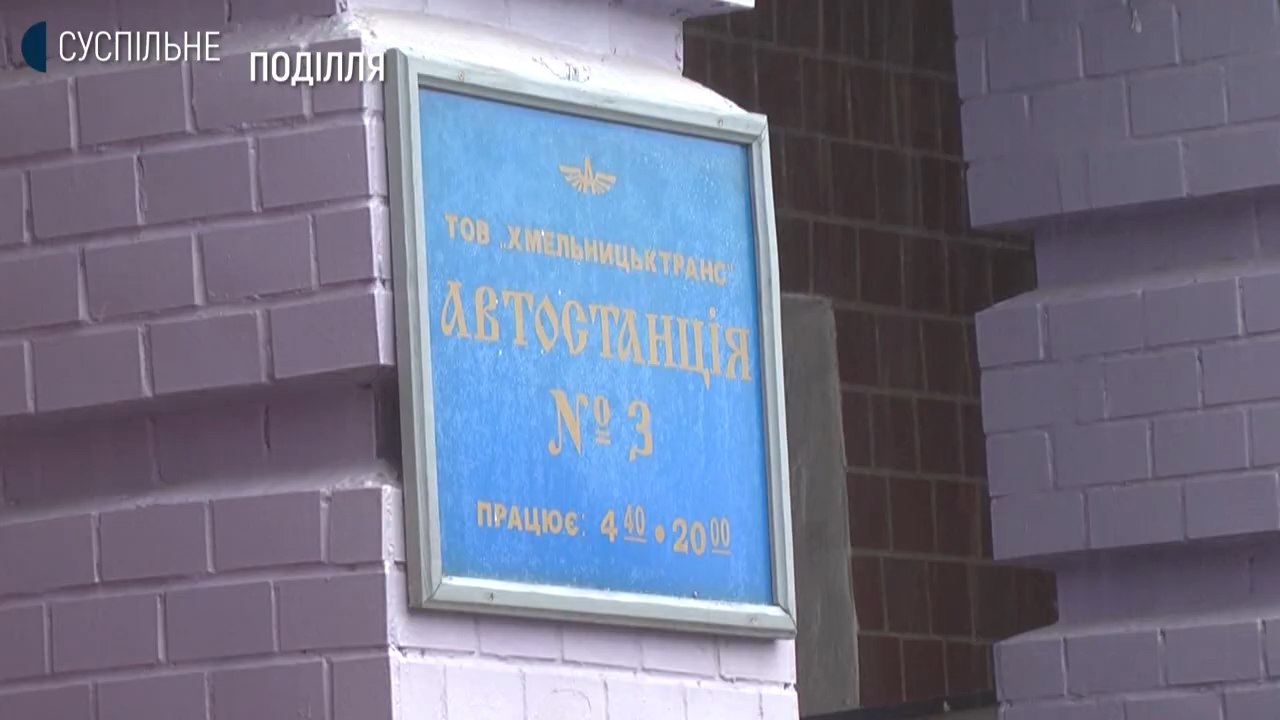 СУСПІЛЬНЕ
ПОДІЛЛЯ
ТОВ „ХМЕЛЬНИЦЬКТРАНС"
АВТОСТАНЦІЯ
№ 3
ПРАЦЮЄ: 4 40 • 20 00